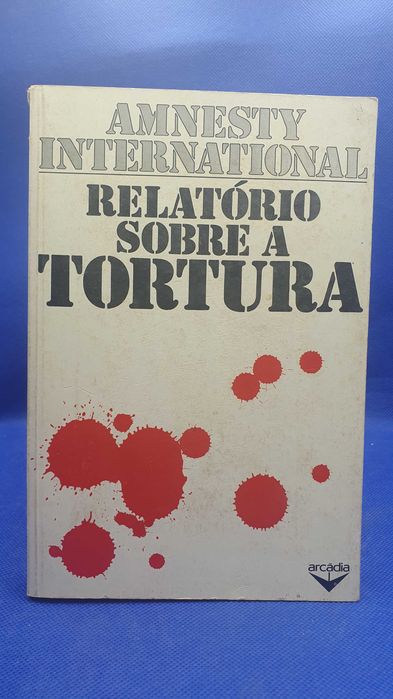 AMNESTY
INTERNATIONAL
RELATÓRIO
SOBRE A
TORTURA
arcádia